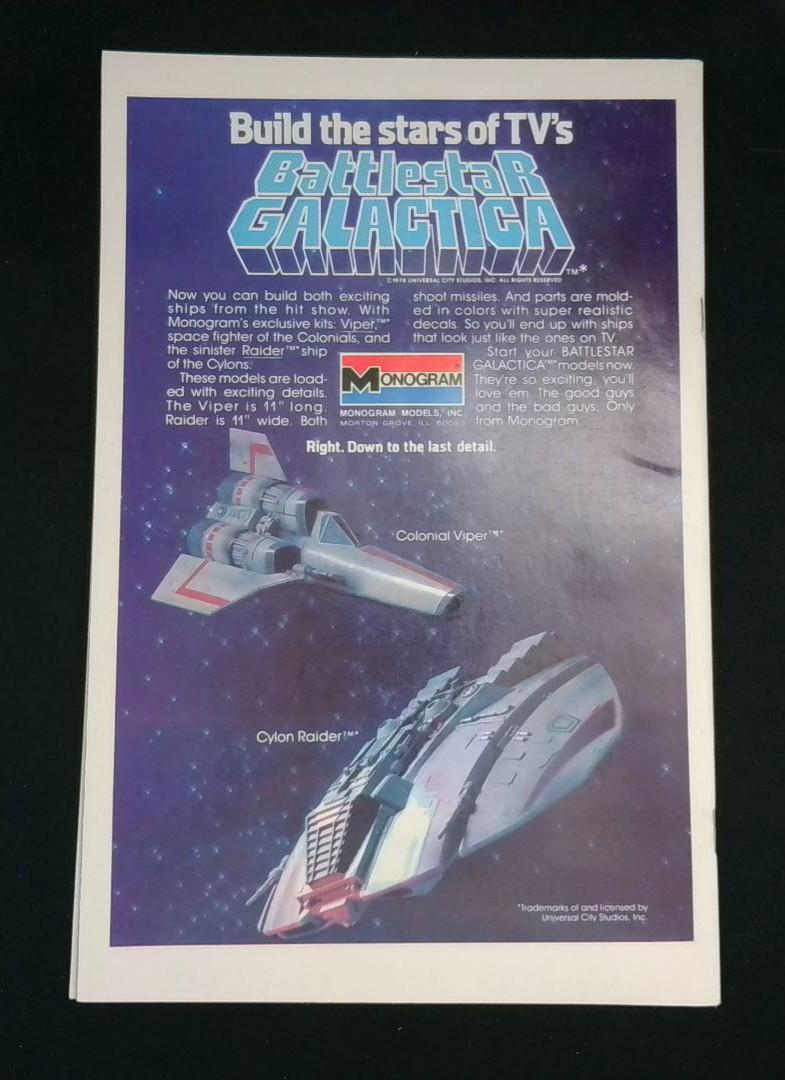 Build the stars of TV's
BattlestaR
GALACTICA
TM*
©1978 UNIVERSAL CITY STUDIOS, INC. ALL RIGHTS RESERVED
Now you can build both exciting
ships from the hit show. With
Monogram's exclusive kits: Viper,™*
space fighter of the Colonials, and
the sinister Raider™* ship
of the Cylons.
These models are load-
ed with exciting details.
The Viper is 11" long.
Raider is 11" wide. Both
shoot missiles. And parts are mold-
ed in colors with super realistic
decals. So you'll end up with ships
that look just like the ones on TV.
Start your BATTLESTAR
GALACTICA™* models now.
They're so exciting, you'll
love 'em. The good guys
and the bad guys. Only
from Monogram.
MONOGRAM
MONOGRAM MODELS, INC.
MORTON GROVE, ILL. 60053
Right. Down to the last detail.
Colonial Viper™*
Cylon Raider™*
*Trademarks of and licensed by
Universal City Studios, Inc.